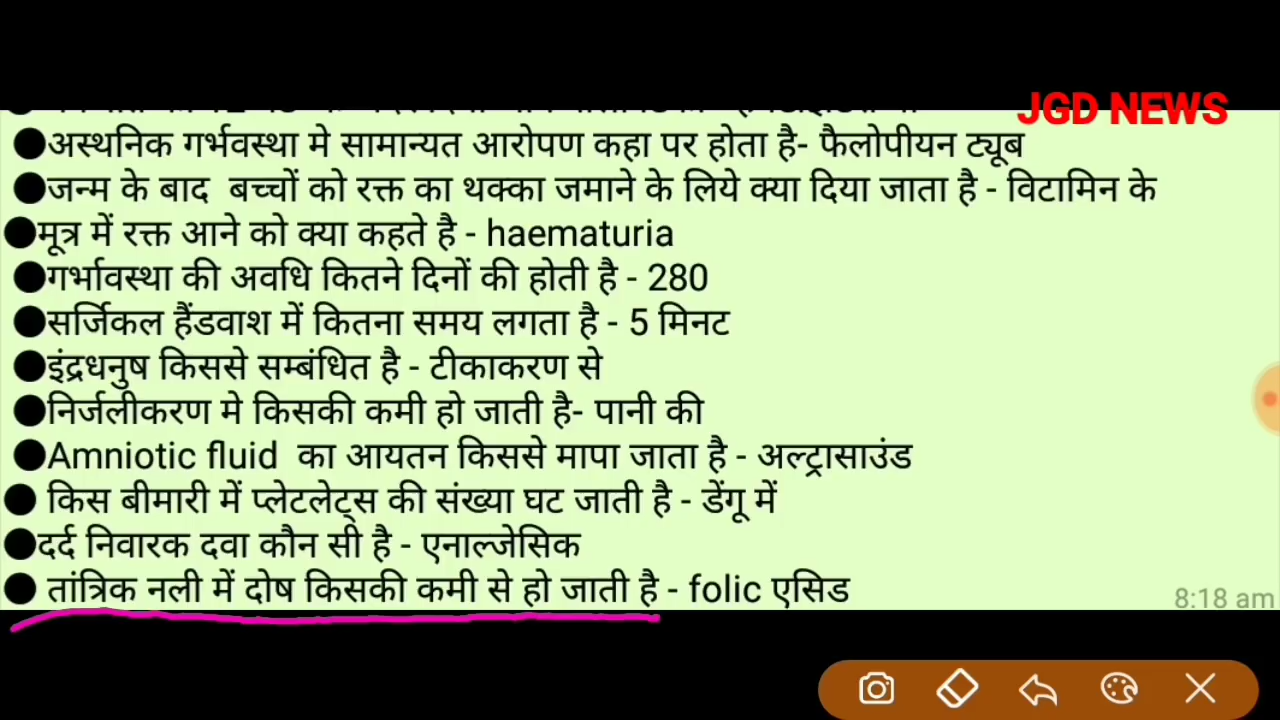 JGD NEWS
●अस्थनिक गर्भवस्था मे सामान्यत आरोपण कहा पर होता है- फैलोपीयन ट्यूब
●जन्म के बाद बच्चों को रक्त का थक्का जमाने के लिये क्या दिया जाता है - विटामिन के
●मूत्र में रक्त आने को क्या कहते है - haematuria
●गर्भावस्था की अवधि कितने दिनों की होती है - 280
●सर्जिकल हैंडवाश में कितना समय लगता है - 5 मिनट
●इंद्रधनुष किससे सम्बंधित है - टीकाकरण से
●निर्जलीकरण मे किसकी कमी हो जाती है- पानी की
●Amniotic fluid का आयतन किससे मापा जाता है - अल्ट्रासाउंड
● किस बीमारी में प्लेटलेट्स की संख्या घट जाती है - डेंगू में
●दर्द निवारक दवा कौन सी है - एनाल्जेसिक
● तांत्रिक नली में दोष किसकी कमी से हो जाती है - folic एसिड
8:18 am